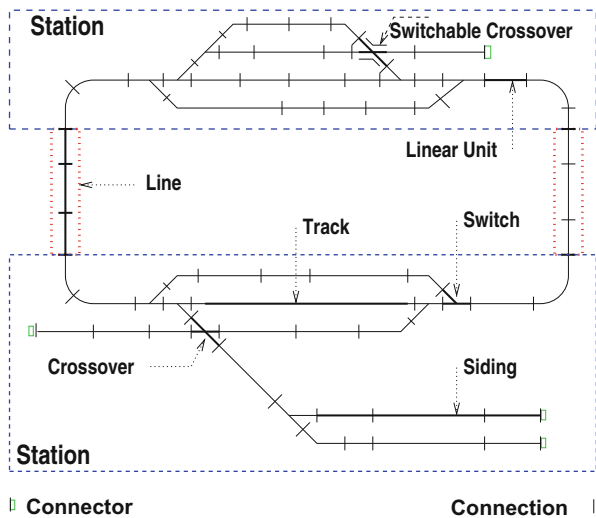 Station
Switchable Crossover
Linear Unit
Line
Track
Switch
Crossover
Siding
Station
Connector
Connection